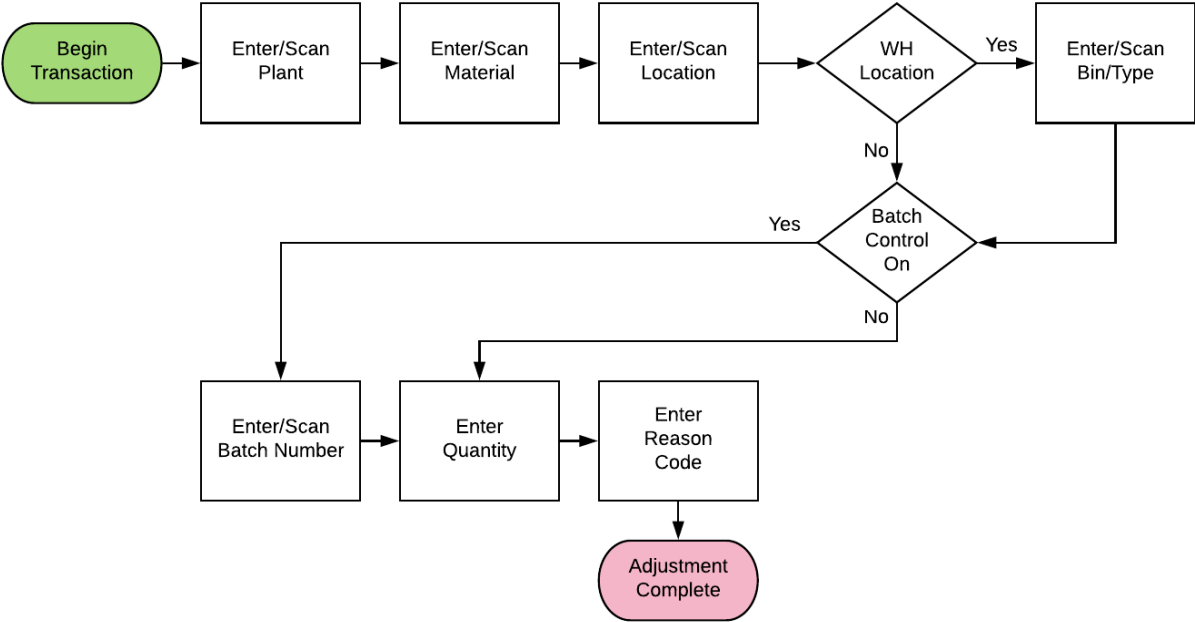 Begin
Transaction
Enter/Scan
Plant
Enter/Scan
Material
Enter/Scan
Location
WH
Location
Yes
Enter/Scan
Bin/Type
No
Batch
Control
On
Yes
No
Enter/Scan
Batch Number
Enter
Quantity
Enter
Reason
Code
Adjustment
Complete